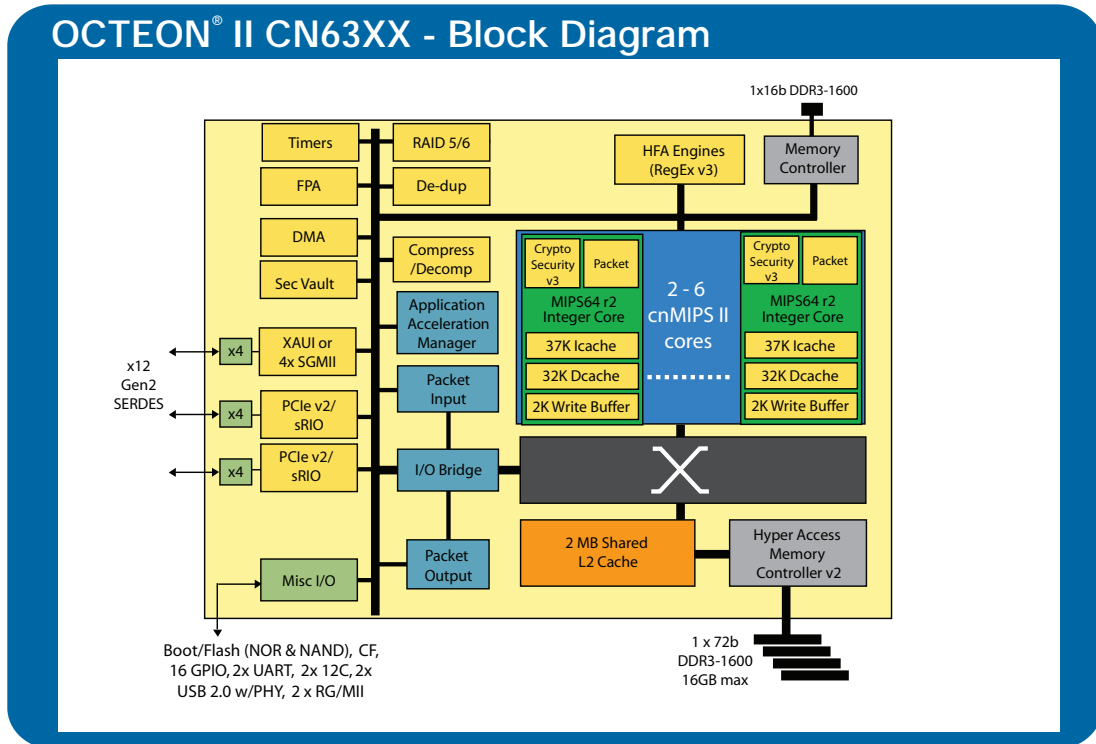 OCTEON® II CN63XX - Block Diagram
1x16b DDR3-1600
Timers
RAID 5/6
HFA Engines
(RegEx v3)
Memory
Controller
FPA
De-dup
DMA
Compress
/Decomp
Sec Vault
Application
Acceleration
Manager
Crypto
Security
v3
Packet
MIPS64 r2
Integer Core
37K Icache
32K Dcache
2K Write Buffer
2 - 6
cnMIPS II
cores
Crypto
Security
v3
Packet
MIPS64 r2
Integer Core
37K Icache
32K Dcache
2K Write Buffer
x12
Gen2
SERDES
x4
XAUI or
4x SGMII
x4
PCIe v2/
sRIO
x4
PCIe v2/
sRIO
Packet
Input
I/O Bridge
Packet
Output
2 MB Shared
L2 Cache
Hyper Access
Memory
Controller v2
Misc I/O
Boot/Flash (NOR & NAND), CF,
16 GPIO, 2x UART, 2x 12C, 2x
USB 2.0 w/PHY, 2 x RG/MII
1 x 72b
DDR3-1600
16GB max